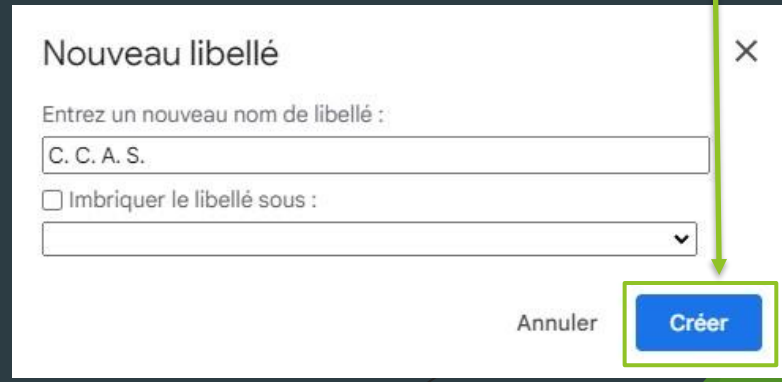 Nouveau libellé
Entrez un nouveau nom de libellé :
C. C. A. S.
Imbriquer le libellé sous :
Annuler Créer